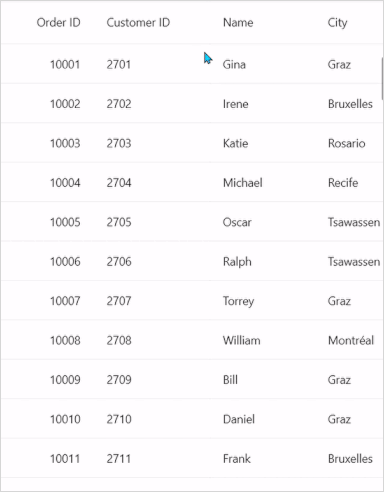 Order ID Customer ID Name City
10001 2701 Gina Graz
10002 2702 Irene Bruxelles
10003 2703 Katie Rosario
10004 2704 Michael Recife
10005 2705 Oscar Tsawassen
10006 2706 Ralph Tsawassen
10007 2707 Torrey Graz
10008 2708 William Montréal
10009 2709 Bill Graz
10010 2710 Daniel Graz
10011 2711 Frank Bruxelles